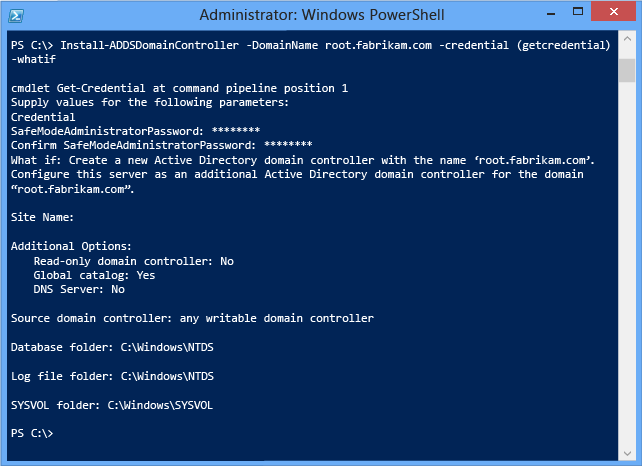 Administrator: Windows PowerShell
PS C:\> Install-ADDSDomainController -DomainName root.fabrikam.com -credential (getcredential)
-whatif
cmdlet Get-Credential at command pipeline position 1
Supply values for the following parameters:
Credential
SafeModeAdministratorPassword: ********
Confirm SafeModeAdministratorPassword: ********
What if: Create a new Active Directory domain controller with the name ‘root.fabrikam.com’.
Configure this server as an additional Active Directory domain controller for the domain
“root.fabrikam.com”.
Site Name:
Additional Options:
Read-only domain controller: No
Global catalog: Yes
DNS Server: No
Source domain controller: any writable domain controller
Database folder: C:\Windows\NTDS
Log file folder: C:\Windows\NTDS
SYSVOL folder: C:\Windows\SYSVOL
PS C:\>